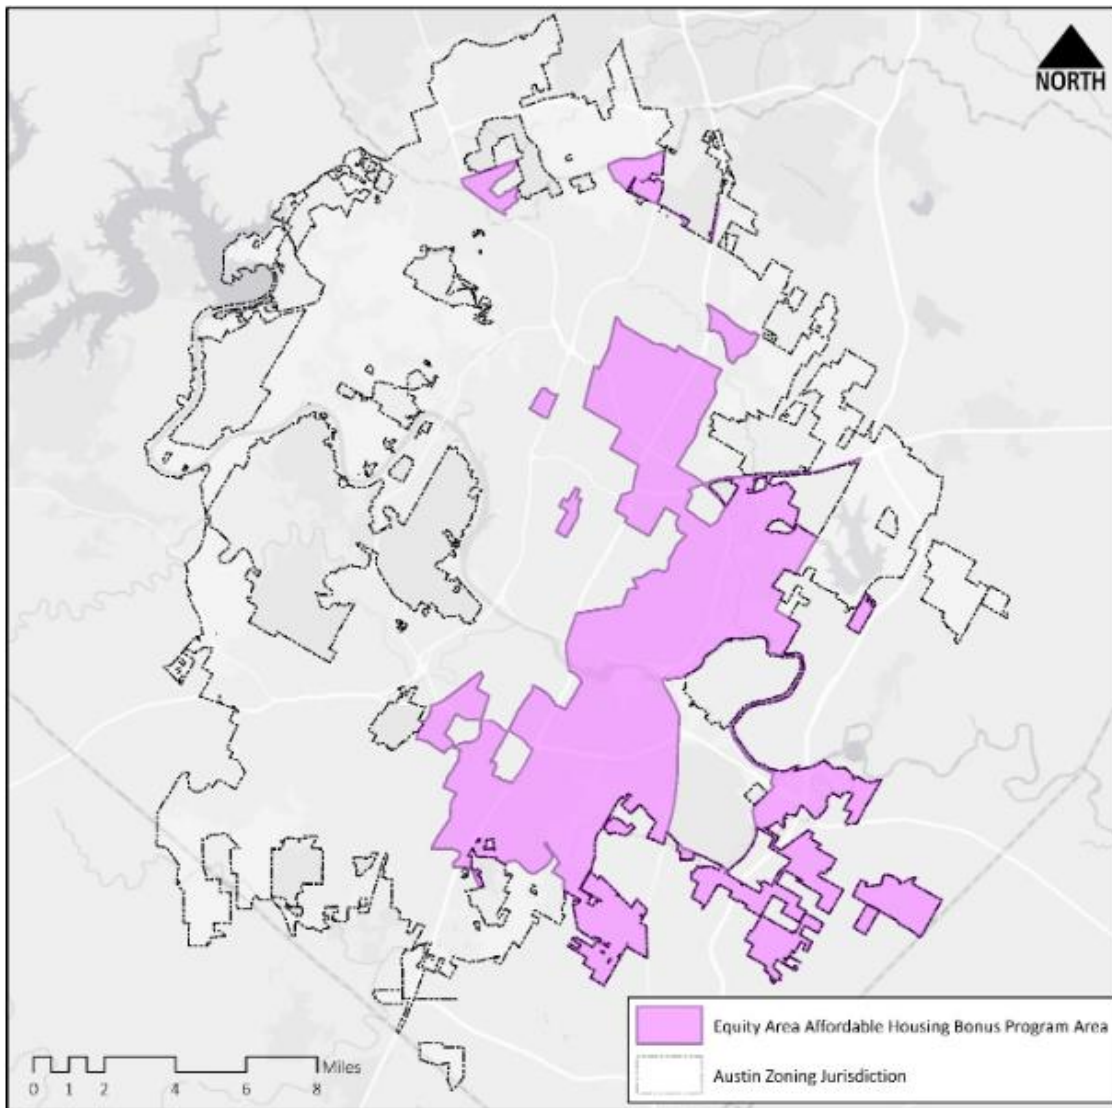 NORTH
Equity Area Affordable Housing Bonus Program Area
Austin Zoning Jurisdiction
Miles
0 1 2 4 6 8